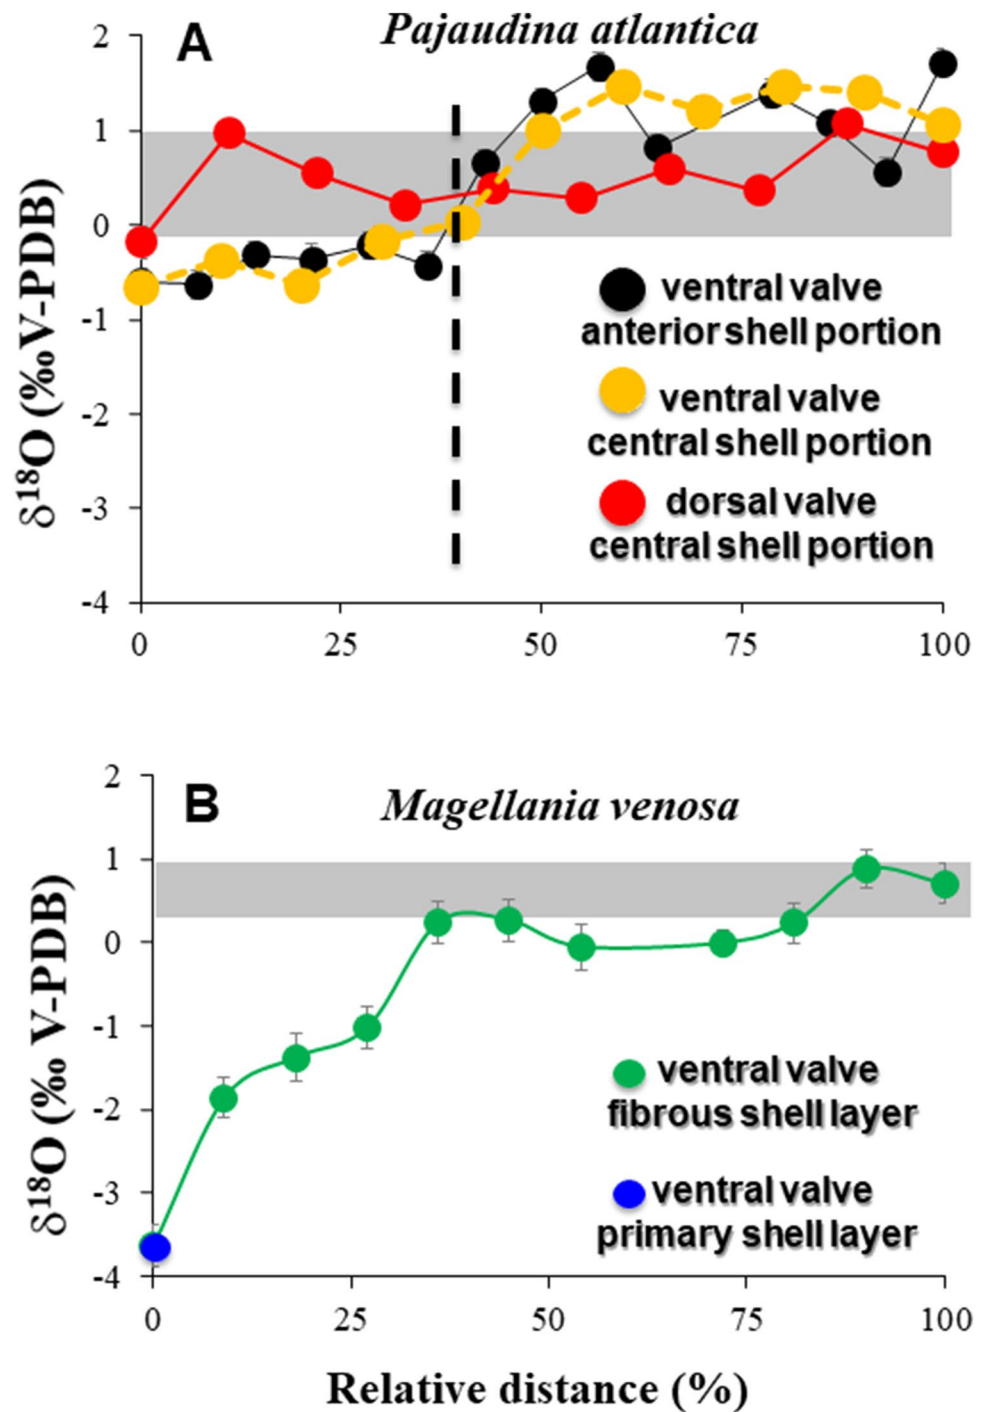 A
Pajaudina atlantica
2
1
0
-1
-2
-3
-4
δ¹⁸O (‰V-PDB)
ventral valve
anterior shell portion
ventral valve
central shell portion
dorsal valve
central shell portion
0 25 50 75 100
B
Magellania venosa
2
1
0
-1
-2
-3
-4
δ¹⁸O (‰ V-PDB)
ventral valve
fibrous shell layer
ventral valve
primary shell layer
0 25 50 75 100
Relative distance (%)